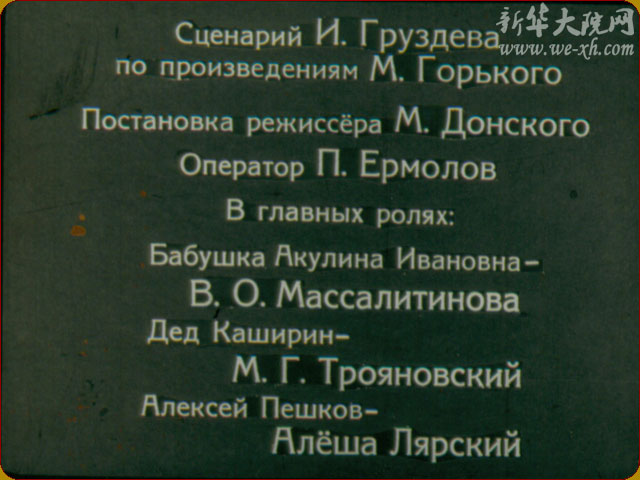 新华大院网
www.we-xh.com
Сценарий И. Груздева
по произведениям М. Горького
Постановка режиссёра М. Донского
Оператор П. Ермолов
В главных ролях:
Бабушка Акулина Ивановна–
В. О. Массалитинова
Дед Каширин–
М. Г. Трояновский
Алексей Пешков–
Алёша Лярский